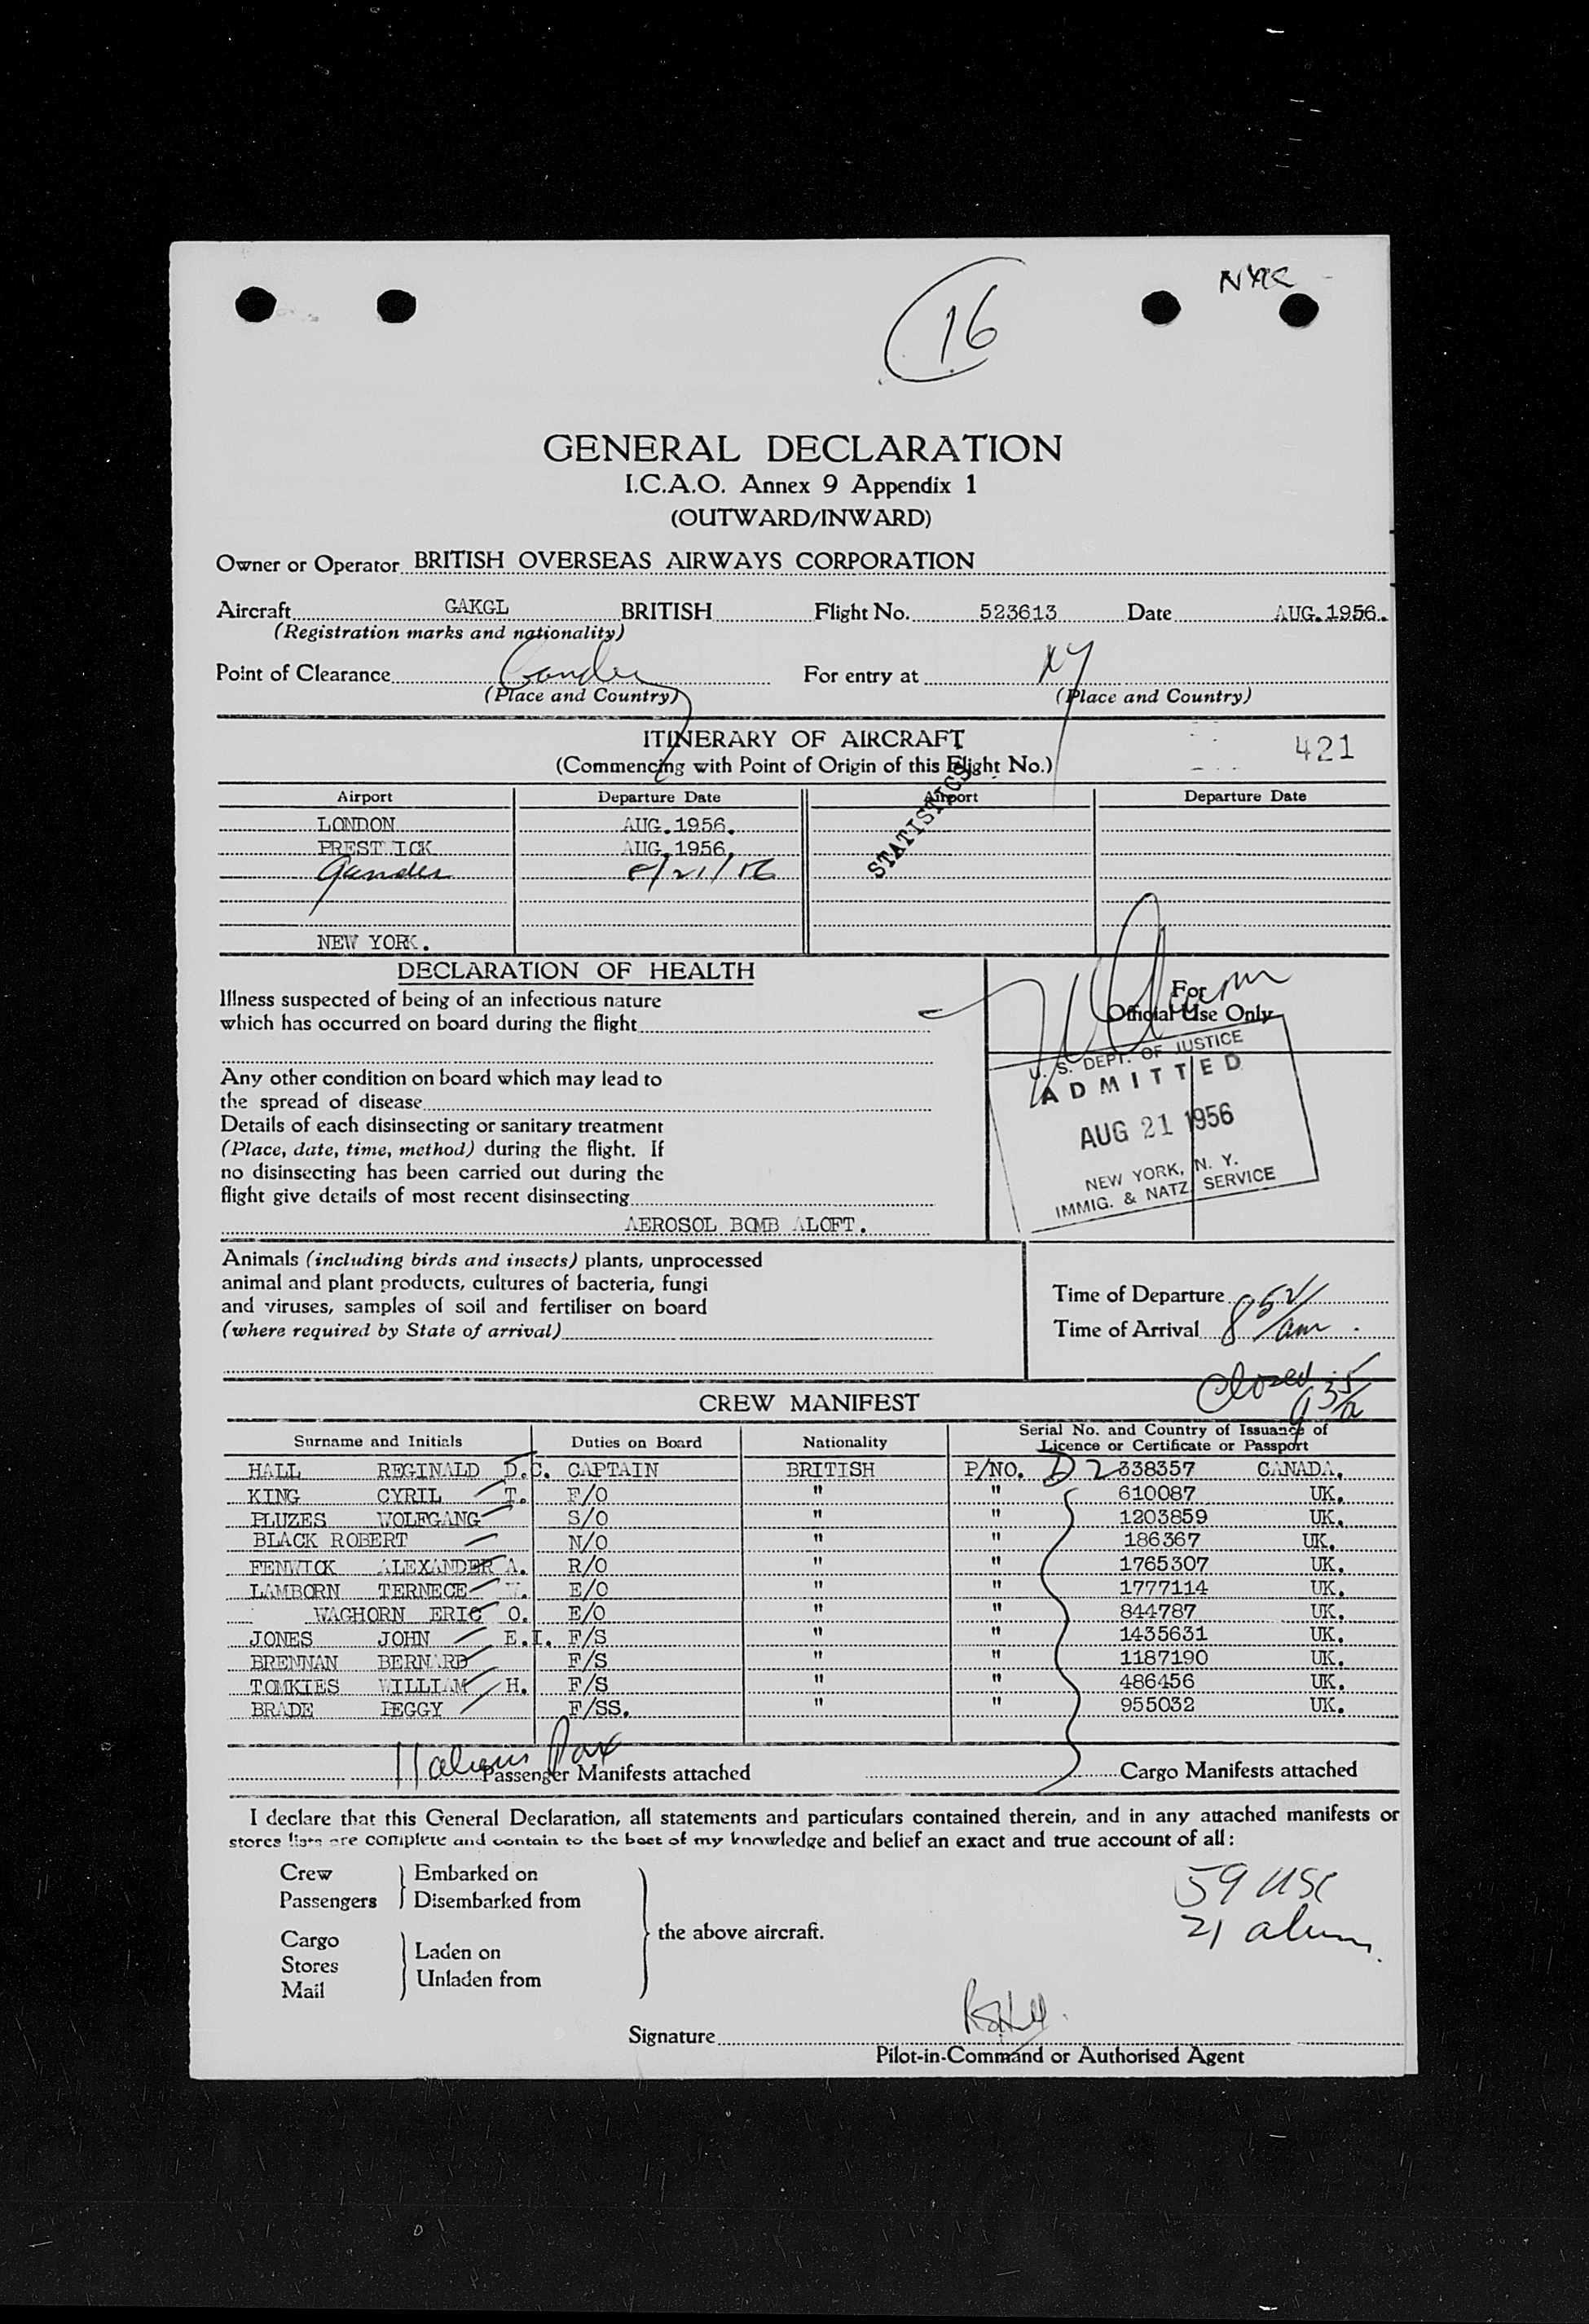 NYC
16
GENERAL DECLARATION
I.C.A.O. Annex 9 Appendix 1
(OUTWARD/INWARD)
Owner or Operator BRITISH OVERSEAS AIRWAYS CORPORATION
Aircraft GAKGL BRITISH Flight No. 523613 Date AUG.1956.
(Registration marks and nationality)
Point of Clearance Gander For entry at NY
(Place and Country) (Place and Country)
ITINERARY OF AIRCRAFT
421
(Commencing with Point of Origin of this Flight No.)
Airport Departure Date Airport Departure Date
STATISTICS
LONDON AUG.1956.
PRESTWICK AUG.1956.
Gander 8/21/56
NEW YORK.
DECLARATION OF HEALTH
Illness suspected of being of an infectious nature
which has occurred on board during the flight
For
Official Use Only
Any other condition on board which may lead to
the spread of disease
Details of each disinsecting or sanitary treatment
(Place, date, time, method) during the flight. If
no disinsecting has been carried out during the
flight give details of most recent disinsecting
AEROSOL BOMB ALOFT.
U. S. DEPT. OF JUSTICE
ADMITTED
AUG 21 1956
NEW YORK, N. Y.
IMMIG. & NATZ. SERVICE
Animals (including birds and insects) plants, unprocessed
animal and plant products, cultures of bacteria, fungi
and viruses, samples of soil and fertiliser on board
(where required by State of arrival)
Time of Departure
Time of Arrival 8 52/am
Closed 935/a
CREW MANIFEST
Surname and Initials Duties on Board Nationality Serial No. and Country of Issuance of
Licence or Certificate or Passport
HALL REGINALD D.C. CAPTAIN BRITISH P/NO. D 2 338357 CANADA.
KING CYRIL T. F/O " " 610087 UK.
PLUZES WOLFGANG S/O " " 1203859 UK.
BLACK ROBERT N/O " " 186367 UK.
FENWICK ALEXANDER A. R/O " " 1765307 UK.
LAMBORN TERNECE W. E/O " " 1777114 UK.
WAGHORN ERIC O. E/O " " 844787 UK.
JONES JOHN E.I. F/S " " 1435631 UK.
BRENNAN BERNARD F/S " " 1187190 UK.
TOMKIES WILLIAM H. F/S " " 486456 UK.
BRADE PEGGY F/SS. " " 955032 UK.
11 aliens Pax
Passenger Manifests attached Cargo Manifests attached
I declare that this General Declaration, all statements and particulars contained therein, and in any attached manifests or
stores lists are complete and contain to the best of my knowledge and belief an exact and true account of all:
Crew Embarked on
Passengers Disembarked from
the above aircraft.
Cargo
Stores Laden on
Mail Unladen from
59 USC
21 alien
Signature
Pilot-in-Command or Authorised Agent